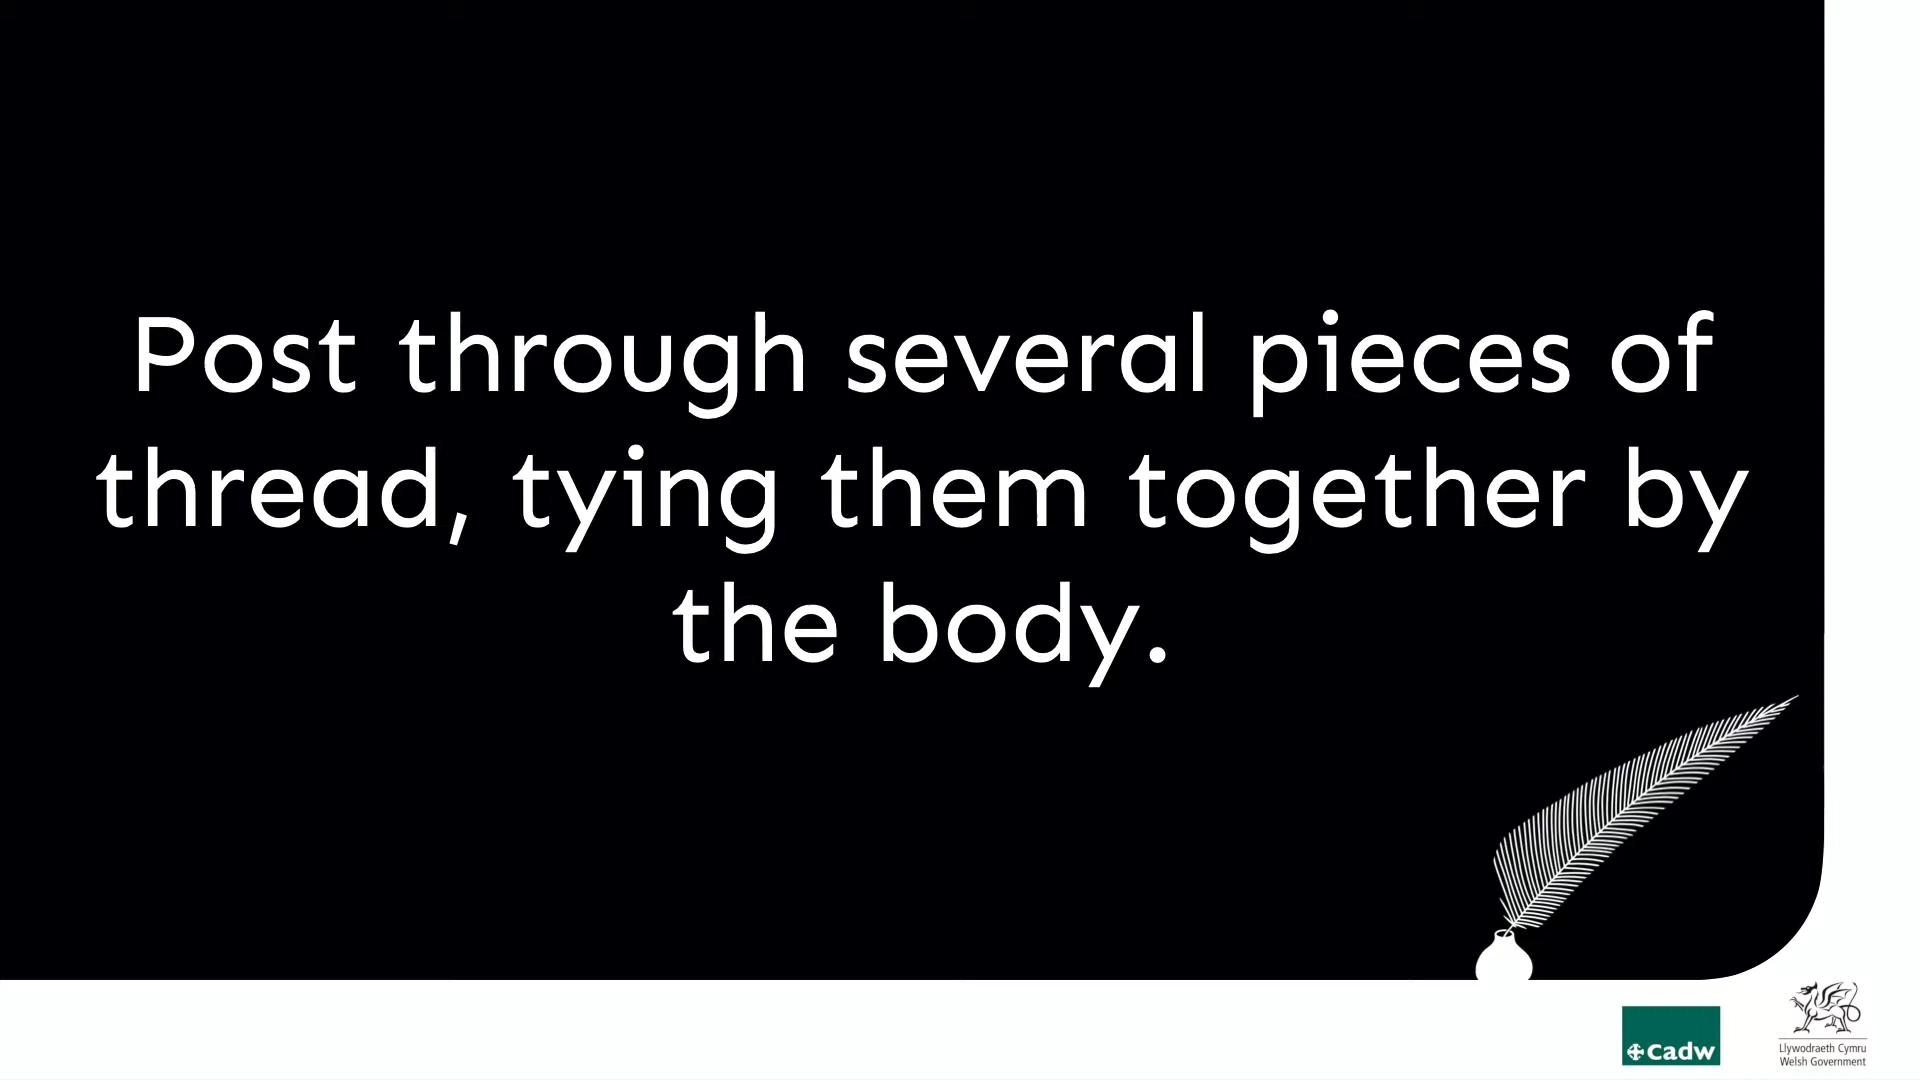 Post through several pieces of
thread, tying them together by
the body.
Cadw
Llywodraeth Cymru
Welsh Government